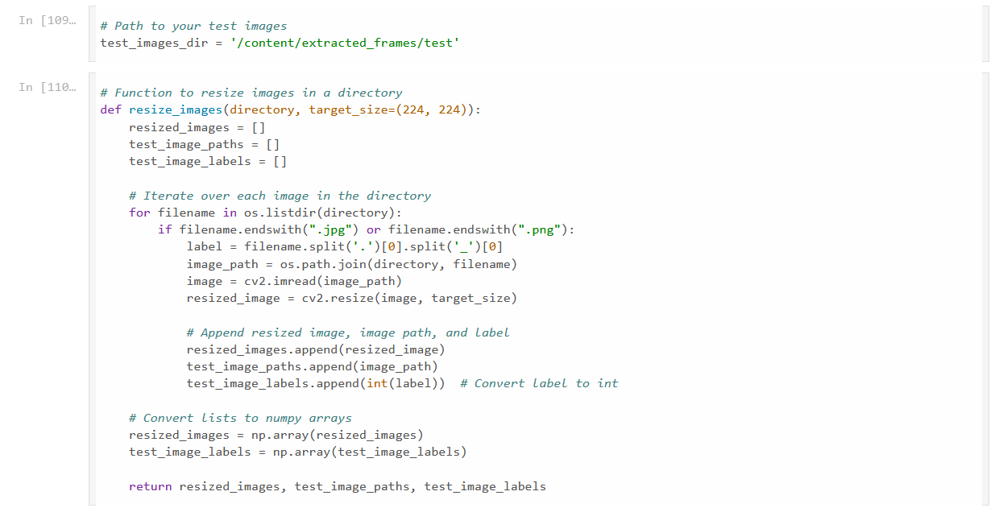 In [109…
# Path to your test images
test_images_dir = '/content/extracted_frames/test'
In [110…
# Function to resize images in a directory
def resize_images(directory, target_size=(224, 224)):
    resized_images = []
    test_image_paths = []
    test_image_labels = []
    # Iterate over each image in the directory
    for filename in os.listdir(directory):
        if filename.endswith(".jpg") or filename.endswith(".png"):
            label = filename.split('.')[0].split('_')[0]
            image_path = os.path.join(directory, filename)
            image = cv2.imread(image_path)
            resized_image = cv2.resize(image, target_size)
            # Append resized image, image path, and label
            resized_images.append(resized_image)
            test_image_paths.append(image_path)
            test_image_labels.append(int(label))  # Convert label to int
    # Convert lists to numpy arrays
    resized_images = np.array(resized_images)
    test_image_labels = np.array(test_image_labels)
    return resized_images, test_image_paths, test_image_labels